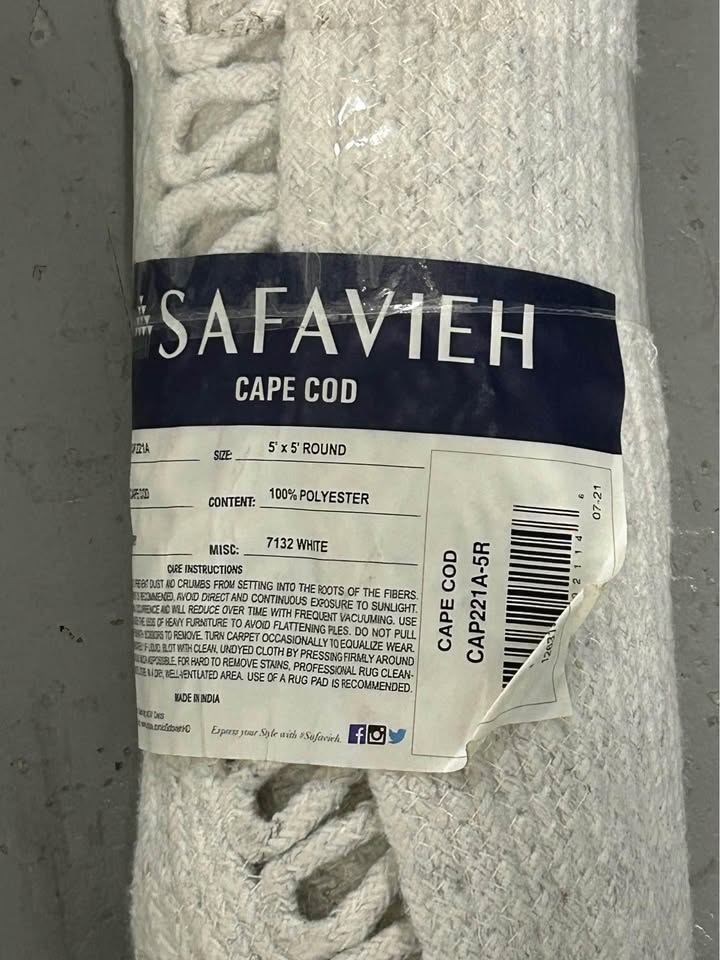 SAFAVIEH
CAPE COD
SIZE: 5' x 5' ROUND
CONTENT: 100% POLYESTER
MISC: 7132 WHITE
CARE INSTRUCTIONS
DUST AND CRUMBS FROM SETTING INTO THE ROOTS OF THE FIBERS.
RECOMMENDED, AVOID DIRECT AND CONTINUOUS EXPOSURE TO SUNLIGHT.
AND WILL REDUCE OVER TIME WITH FREQUENT VACUUMING. USE
LEGS OF HEAVY FURNITURE TO AVOID FLATTENING PILES. DO NOT PULL
SCISSORS TO REMOVE. TURN CARPET OCCASIONALLY TO EQUALIZE WEAR.
OF LIQUID, BLOT WITH CLEAN, UNDYED CLOTH BY PRESSING FIRMLY AROUND
FOR HARD TO REMOVE STAINS, PROFESSIONAL RUG CLEAN-
IN A DRY, WELL-VENTILATED AREA. USE OF A RUG PAD IS RECOMMENDED.
MADE IN INDIA
Express your Style with #Safavieh.
CAPE COD
CAP221A-5R
07-21